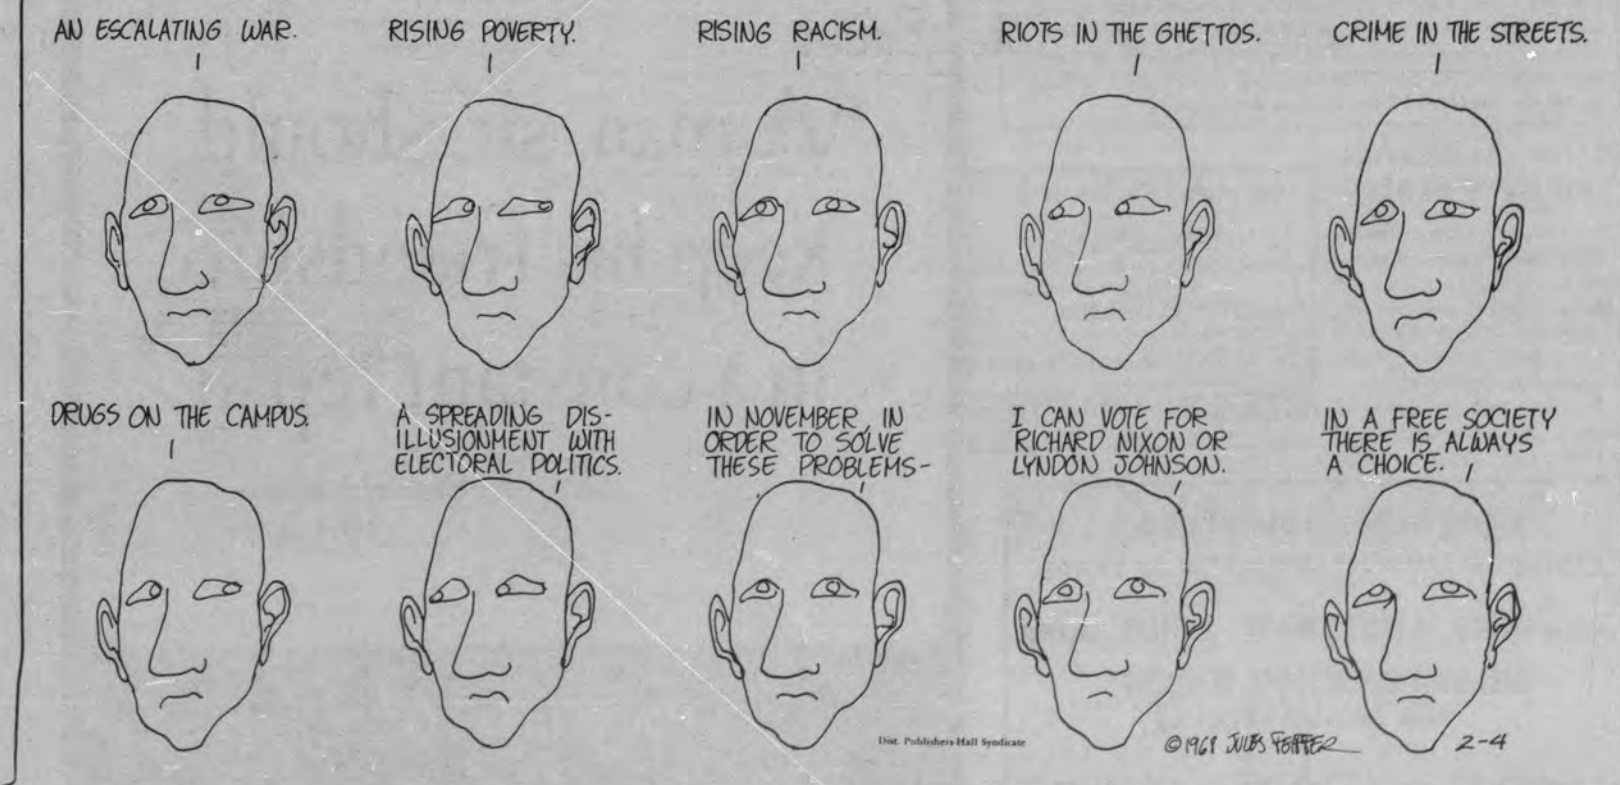 AN ESCALATING WAR.
RISING POVERTY.
RISING RACISM.
RIOTS IN THE GHETTOS.
CRIME IN THE STREETS.
DRUGS ON THE CAMPUS.
A SPREADING DIS-
ILLUSIONMENT WITH
ELECTORAL POLITICS.
IN NOVEMBER, IN
ORDER TO SOLVE
THESE PROBLEMS-
I CAN VOTE FOR
RICHARD NIXON OR
LYNDON JOHNSON.
IN A FREE SOCIETY
THERE IS ALWAYS
A CHOICE.
Dist. Publishers-Hall Syndicate
©1968 JULES FEIFFER 2-4